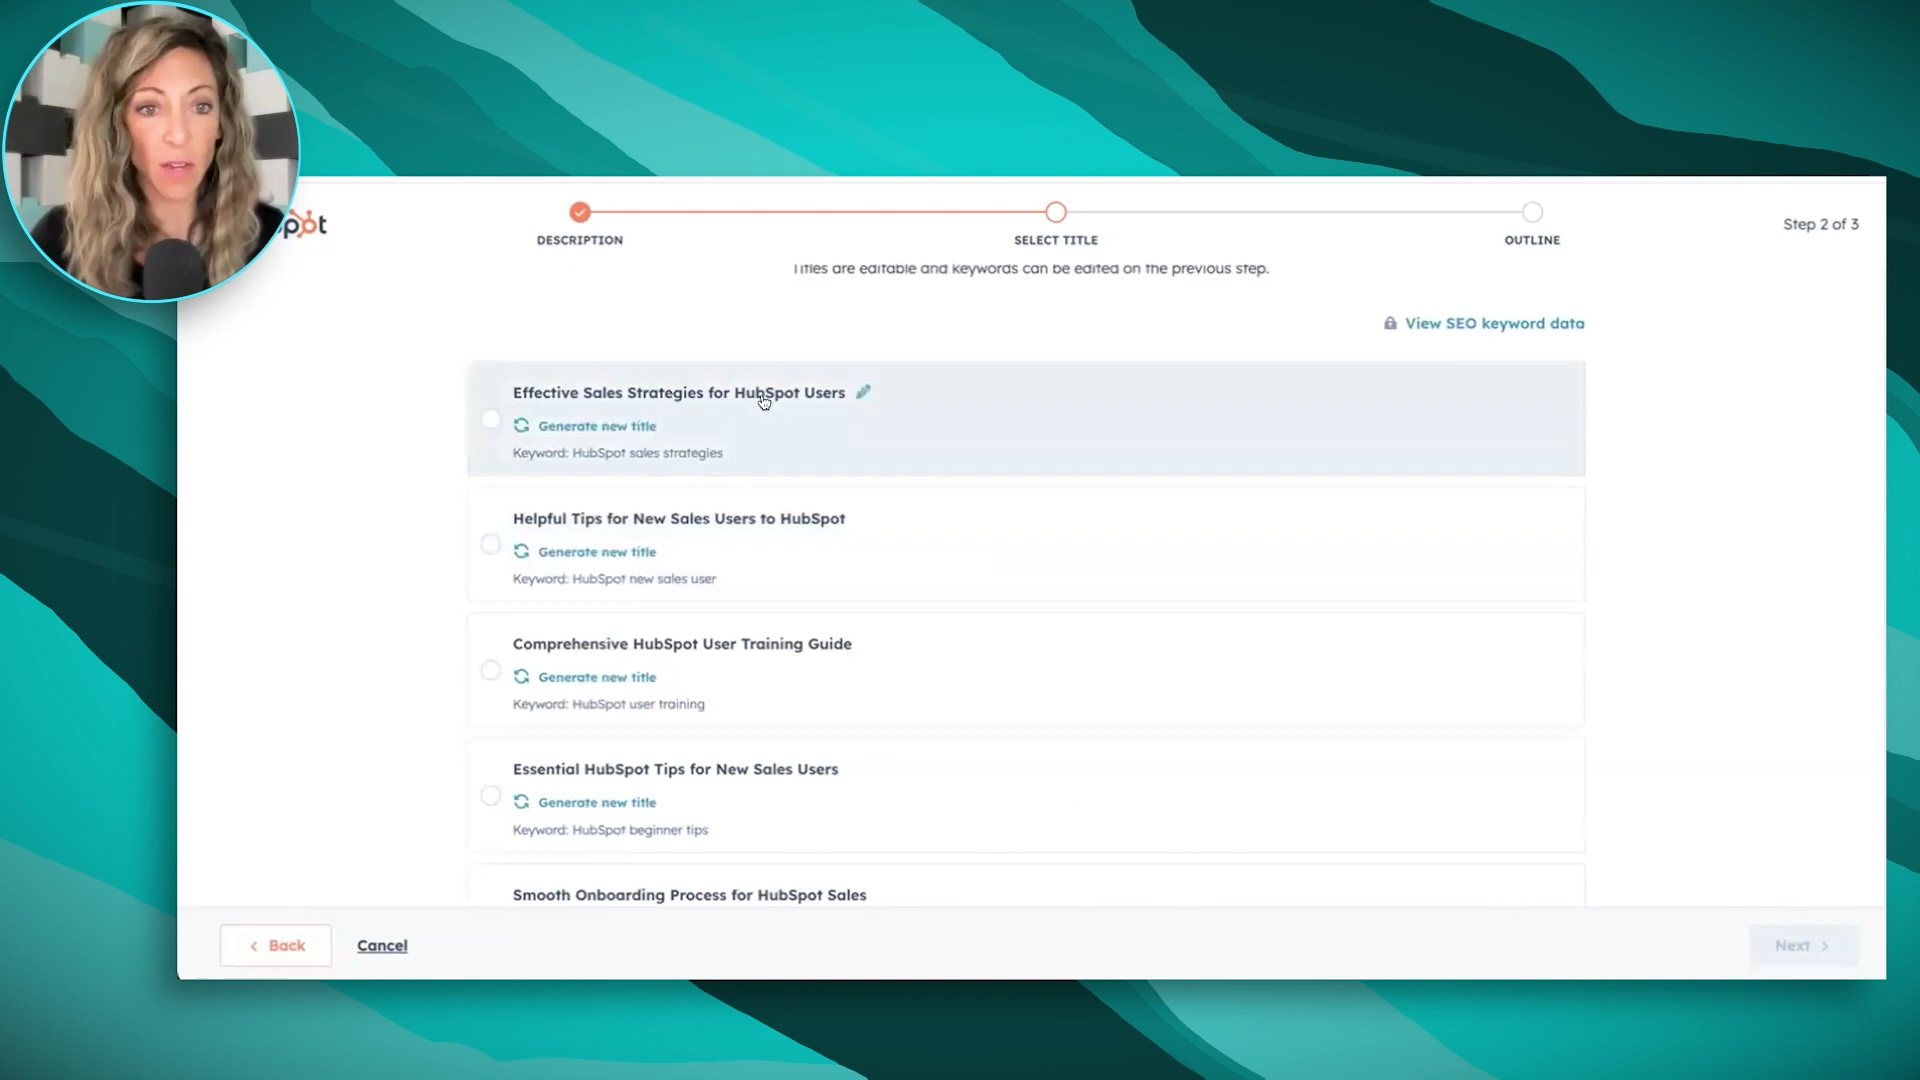 pot
DESCRIPTION
SELECT TITLE
OUTLINE
Step 2 of 3
Titles are editable and keywords can be edited on the previous step.
View SEO keyword data
Effective Sales Strategies for HubSpot Users
Generate new title
Keyword: HubSpot sales strategies
Helpful Tips for New Sales Users to HubSpot
Generate new title
Keyword: HubSpot new sales user
Comprehensive HubSpot User Training Guide
Generate new title
Keyword: HubSpot user training
Essential HubSpot Tips for New Sales Users
Generate new title
Keyword: HubSpot beginner tips
Smooth Onboarding Process for HubSpot Sales
Back
Cancel
Next